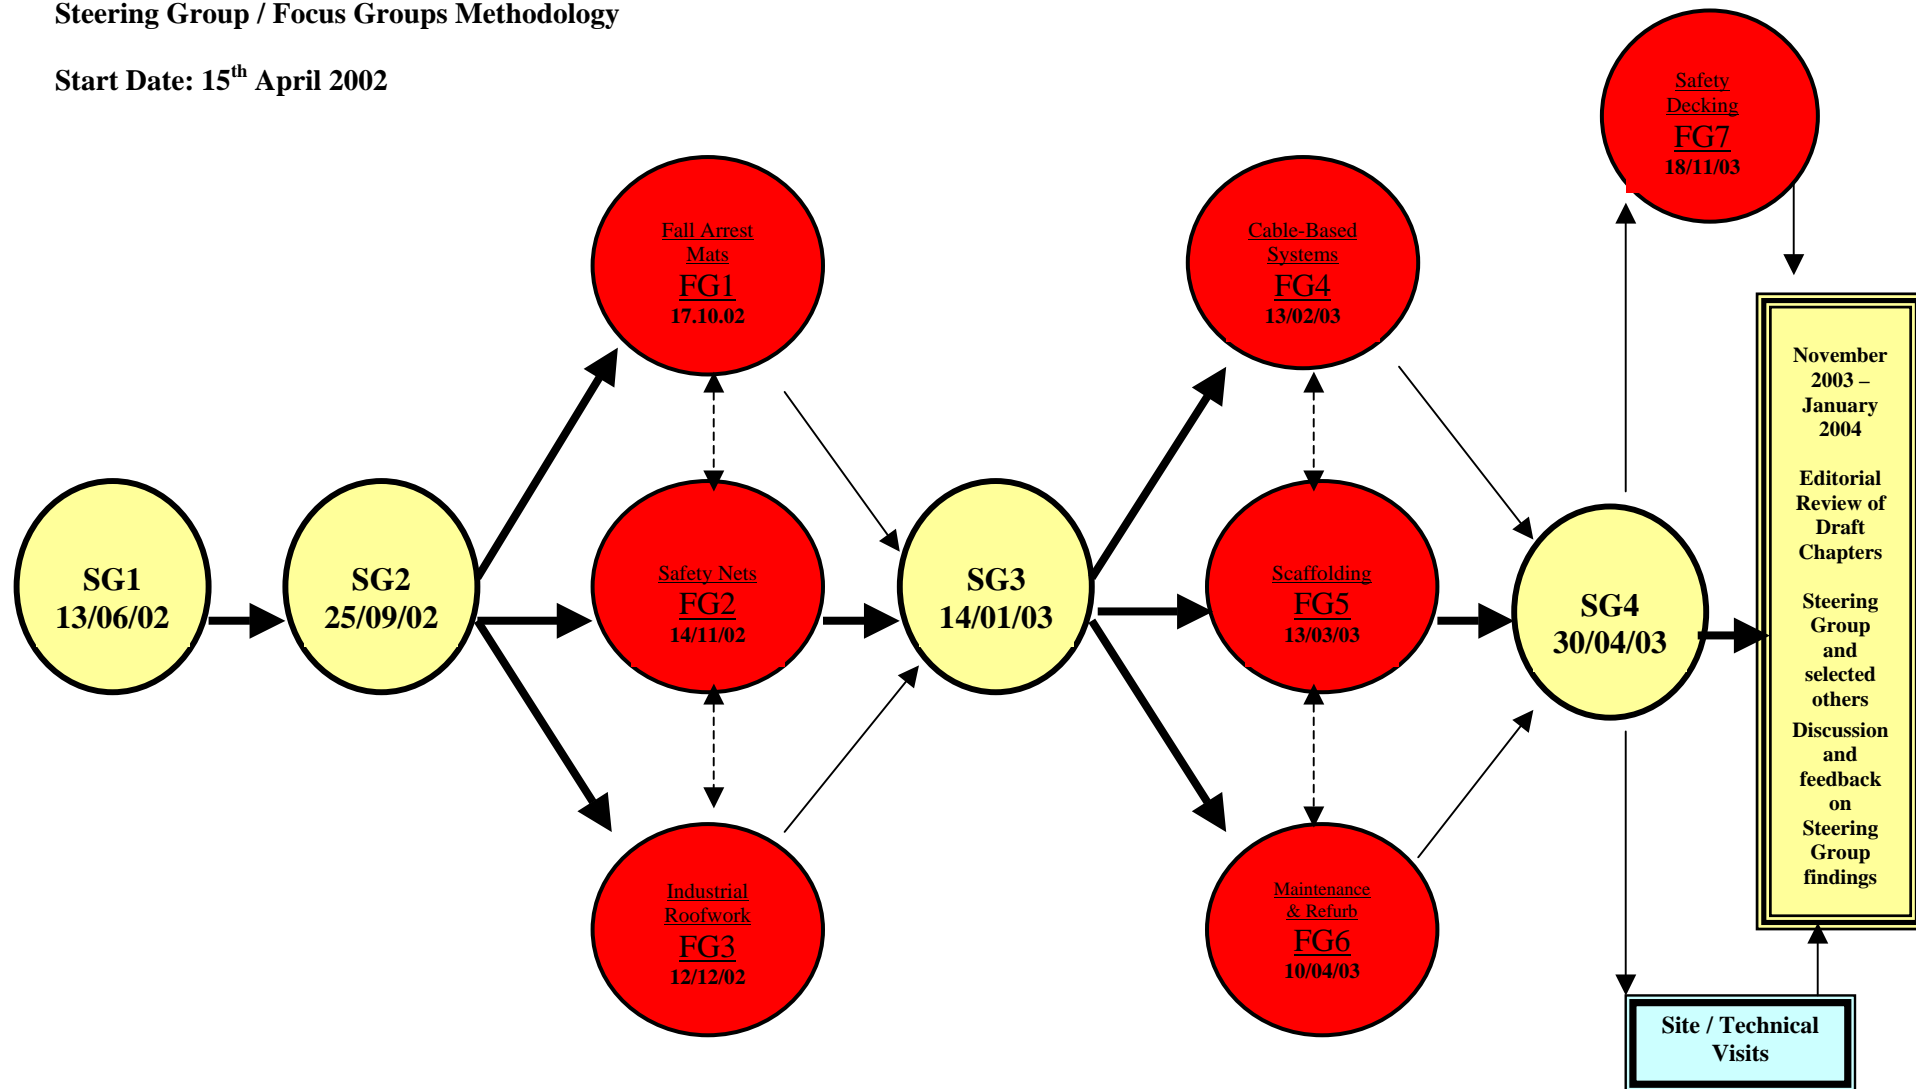 Steering Group / Focus Groups Methodology
Start Date: 15th April 2002
SG1
13/06/02
SG2
25/09/02
Fall Arrest
Mats
FG1
17.10.02
Safety Nets
FG2
14/11/02
Industrial
Roofwork
FG3
12/12/02
SG3
14/01/03
Cable-Based
Systems
FG4
13/02/03
Scaffolding
FG5
13/03/03
Maintenance
& Refurb
FG6
10/04/03
SG4
30/04/03
Safety
Decking
FG7
18/11/03
November
2003 –
January
2004
Editorial
Review of
Draft
Chapters
Steering
Group
and
selected
others
Discussion
and
feedback
on
Steering
Group
findings
Site / Technical
Visits